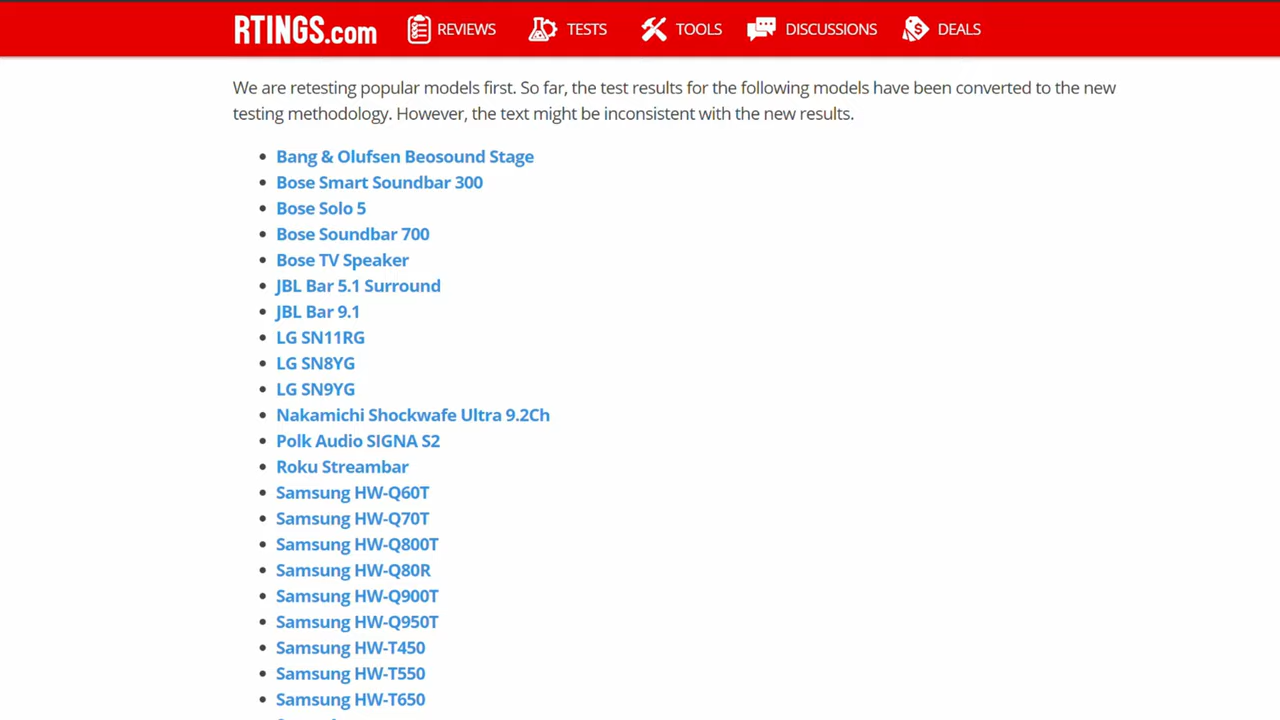 RTINGS.com REVIEWS TESTS TOOLS DISCUSSIONS DEALS
We are retesting popular models first. So far, the test results for the following models have been converted to the new
testing methodology. However, the text might be inconsistent with the new results.
Bang & Olufsen Beosound Stage
Bose Smart Soundbar 300
Bose Solo 5
Bose Soundbar 700
Bose TV Speaker
JBL Bar 5.1 Surround
JBL Bar 9.1
LG SN11RG
LG SN8YG
LG SN9YG
Nakamichi Shockwafe Ultra 9.2Ch
Polk Audio SIGNA S2
Roku Streambar
Samsung HW-Q60T
Samsung HW-Q70T
Samsung HW-Q800T
Samsung HW-Q80R
Samsung HW-Q900T
Samsung HW-Q950T
Samsung HW-T450
Samsung HW-T550
Samsung HW-T650